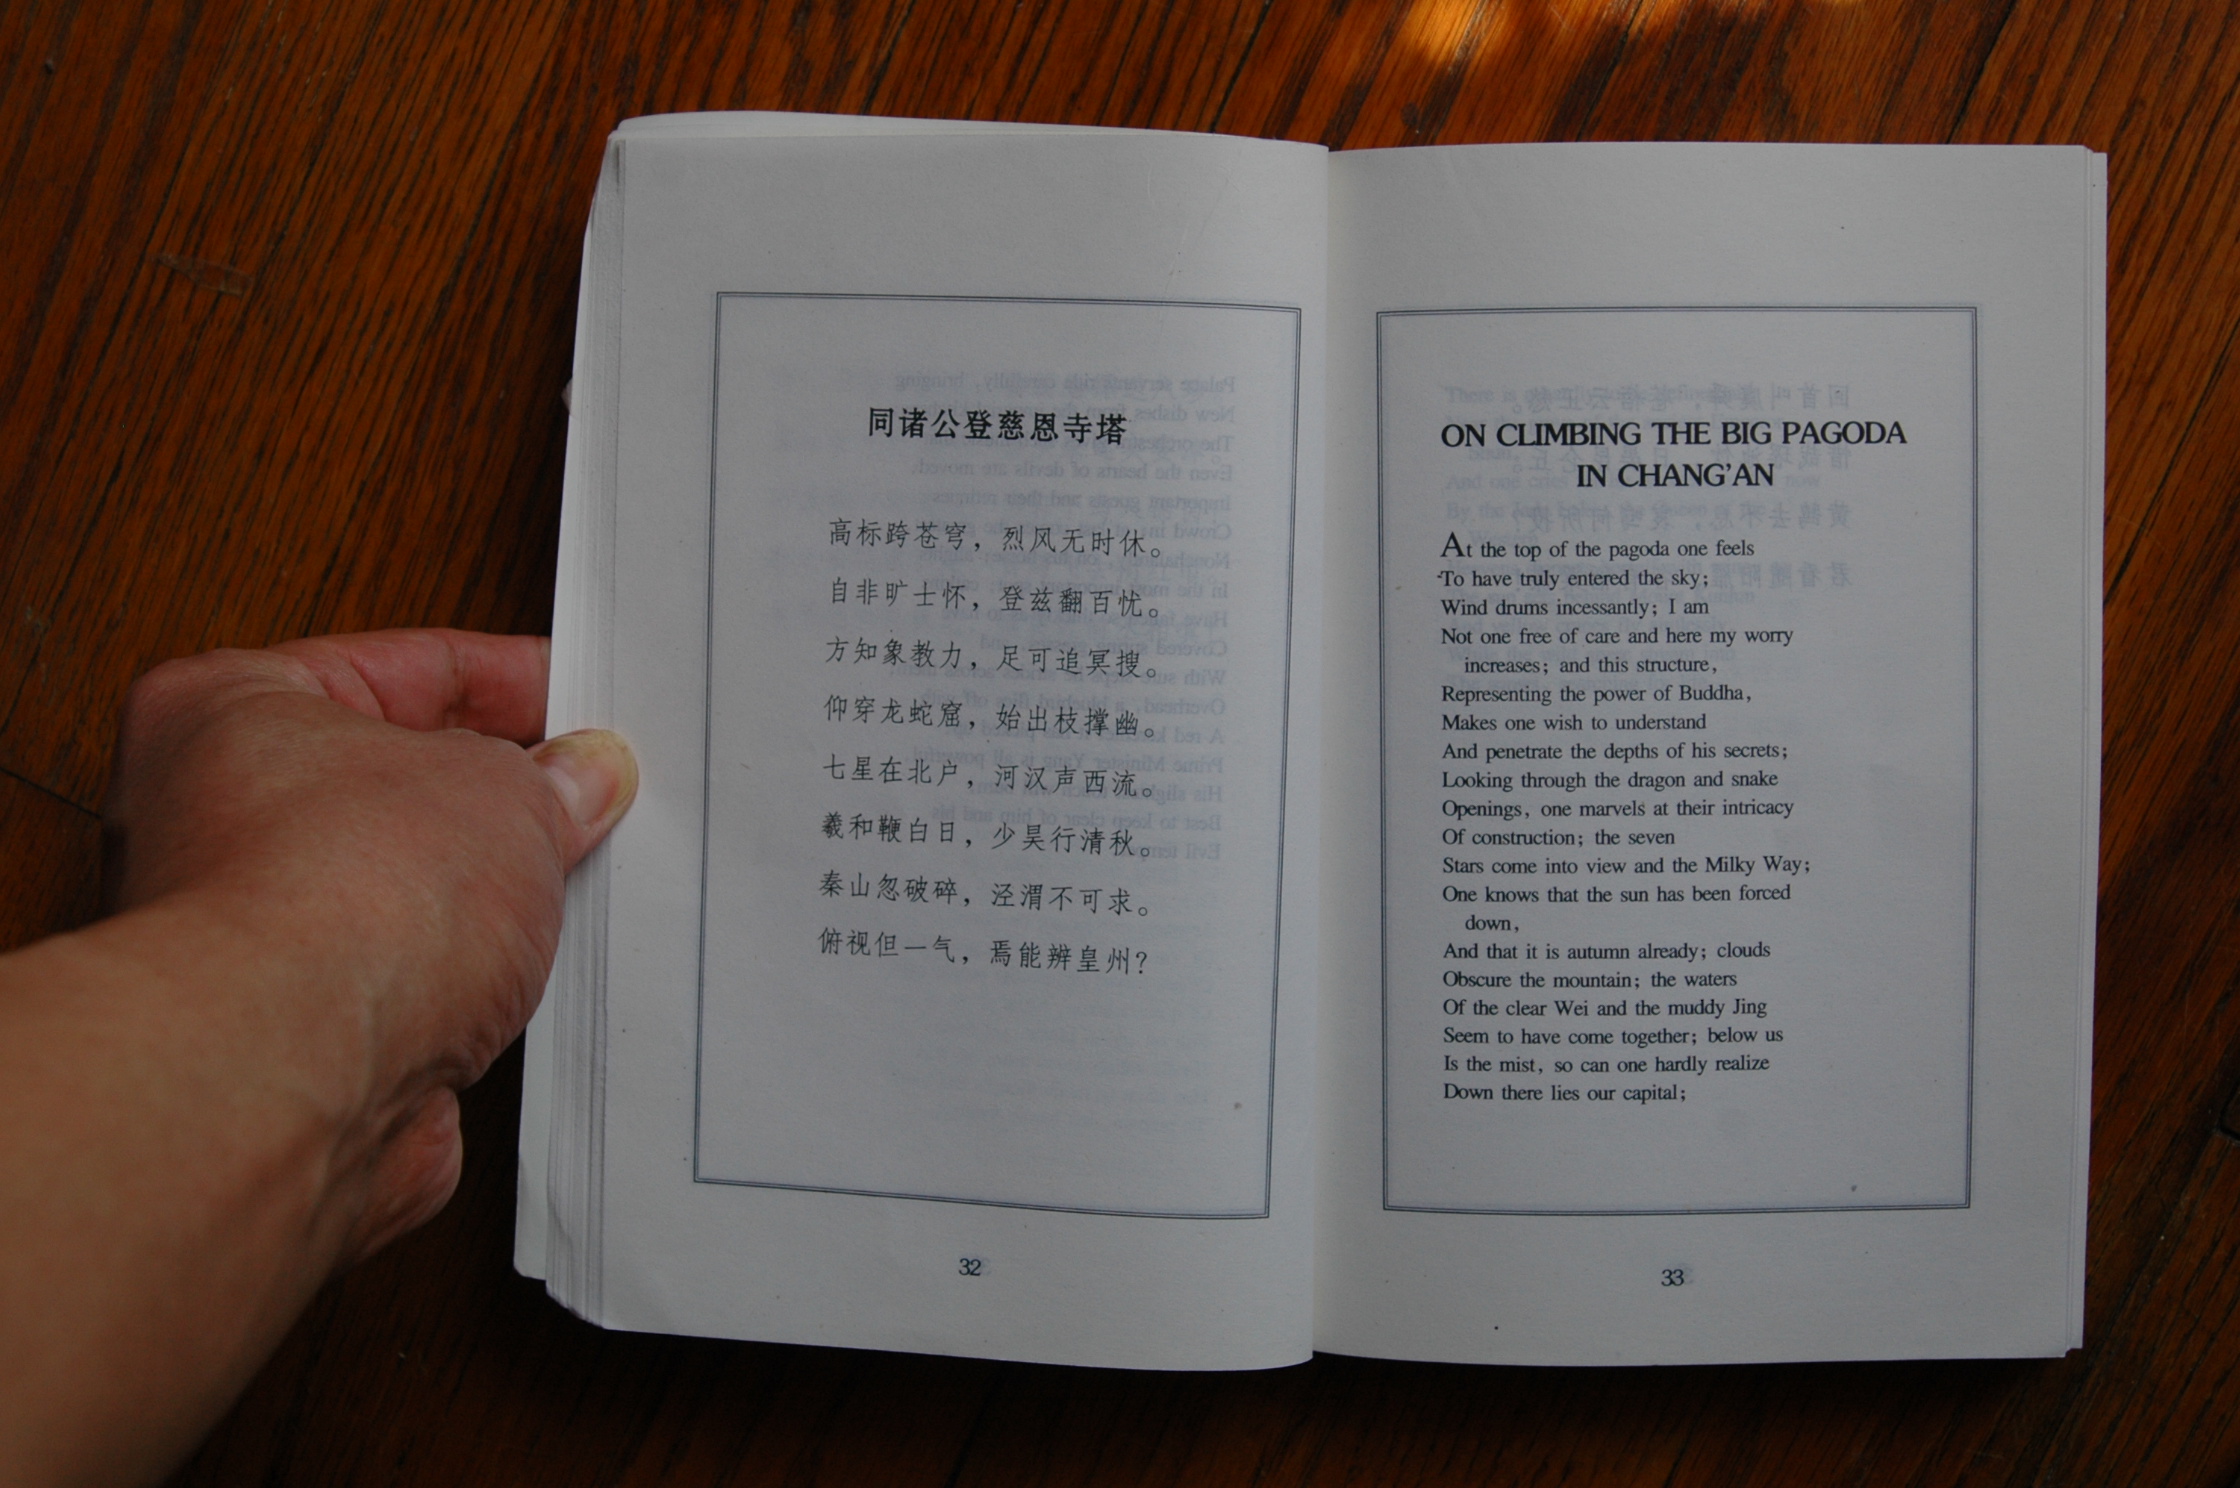 同诸公登慈恩寺塔
高标跨苍穹，烈风无时休。
自非旷士怀，登兹翻百忧。
方知象教力，足可追冥搜。
仰穿龙蛇窟，始出枝撑幽。
七星在北户，河汉声西流。
羲和鞭白日，少昊行清秋。
秦山忽破碎，泾渭不可求。
俯视但一气，焉能辨皇州？
32
ON CLIMBING THE BIG PAGODA
IN CHANG'AN
At the top of the pagoda one feels
To have truly entered the sky;
Wind drums incessantly; I am
Not one free of care and here my worry
increases; and this structure,
Representing the power of Buddha,
Makes one wish to understand
And penetrate the depths of his secrets;
Looking through the dragon and snake
Openings, one marvels at their intricacy
Of construction; the seven
Stars come into view and the Milky Way;
One knows that the sun has been forced
down,
And that it is autumn already; clouds
Obscure the mountain; the waters
Of the clear Wei and the muddy Jing
Seem to have come together; below us
Is the mist, so can one hardly realize
Down there lies our capital;
33